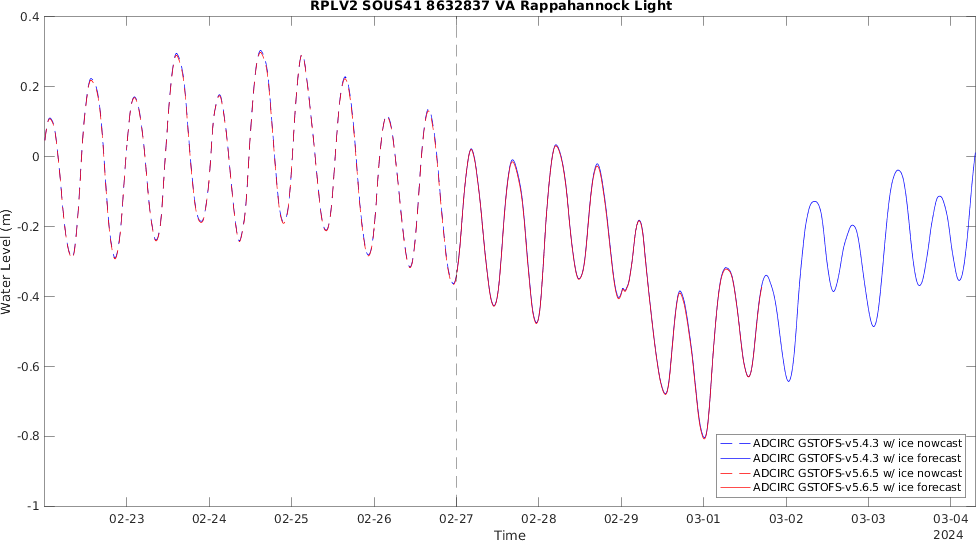 RPLV2 SOUS41 8632837 VA Rappahannock Light
0.4
0.2
0
-0.2
-0.4
-0.6
-0.8
-1
Water Level (m)
ADCIRC GSTOFS-v5.4.3 w/ ice nowcast
ADCIRC GSTOFS-v5.4.3 w/ ice forecast
ADCIRC GSTOFS-v5.6.5 w/ ice nowcast
ADCIRC GSTOFS-v5.6.5 w/ ice forecast
02-23 02-24 02-25 02-26 02-27 02-28 02-29 03-01 03-02 03-03 03-04
Time 2024